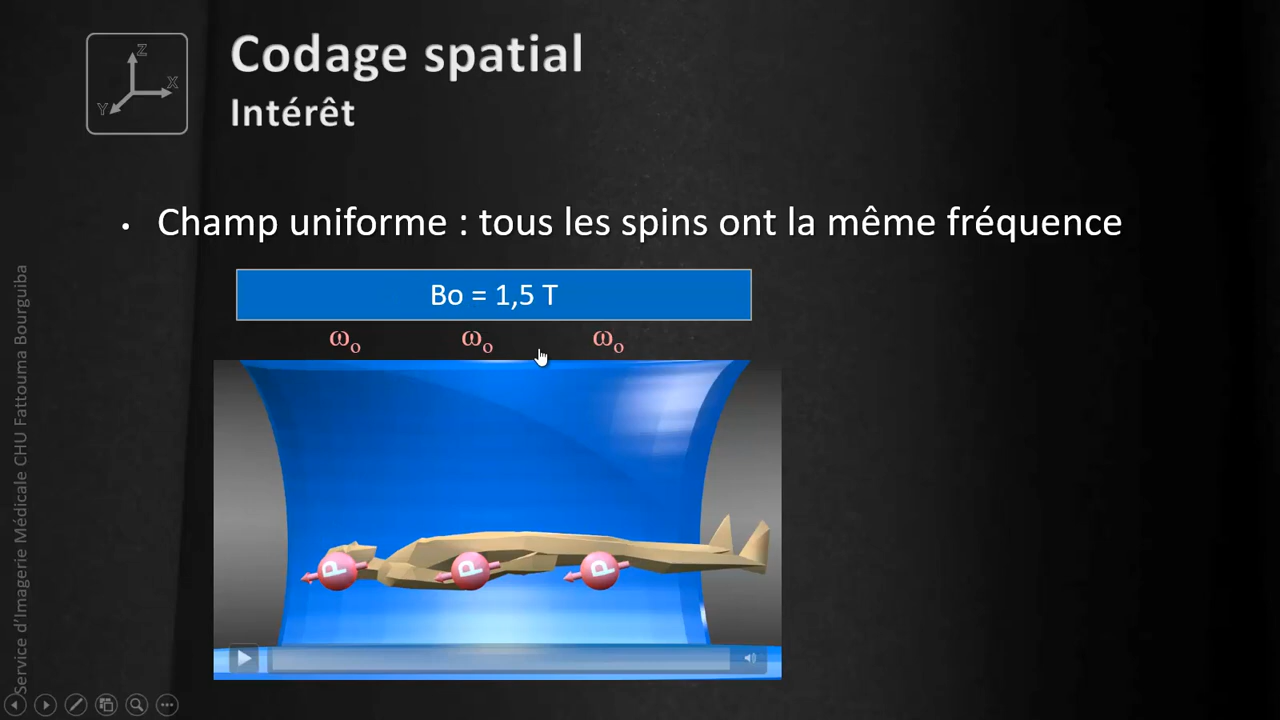 Z
X
Y
Codage spatial
Intérêt
• Champ uniforme : tous les spins ont la même fréquence
Bo = 1,5 T
ωo ωo ωo
P P P
Service d'Imagerie Médicale CHU Fattouma Bourguiba